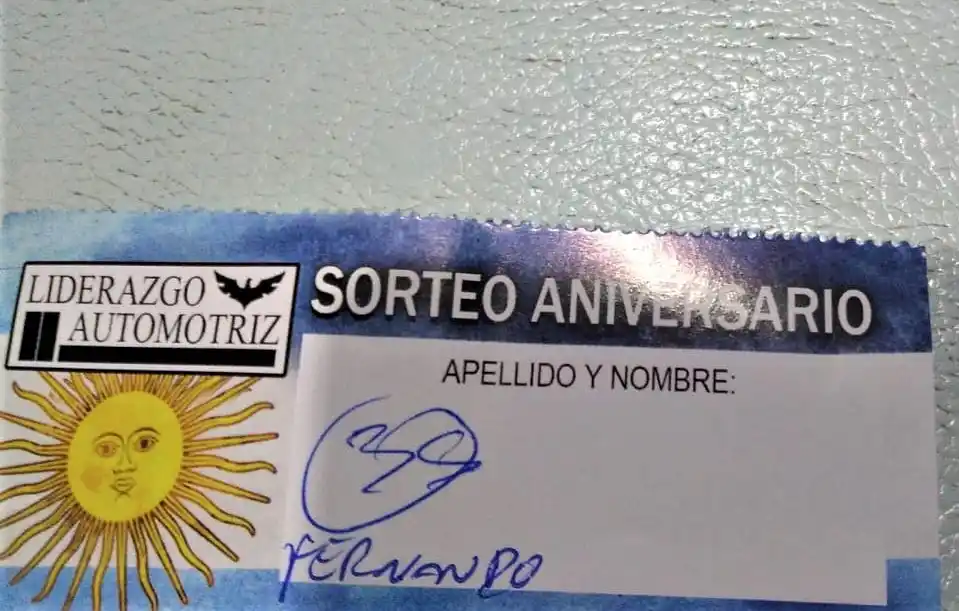 LIDERAZGO
AUTOMOTRIZ
SORTEO ANIVERSARIO
APELLIDO Y NOMBRE:
FERNANDO